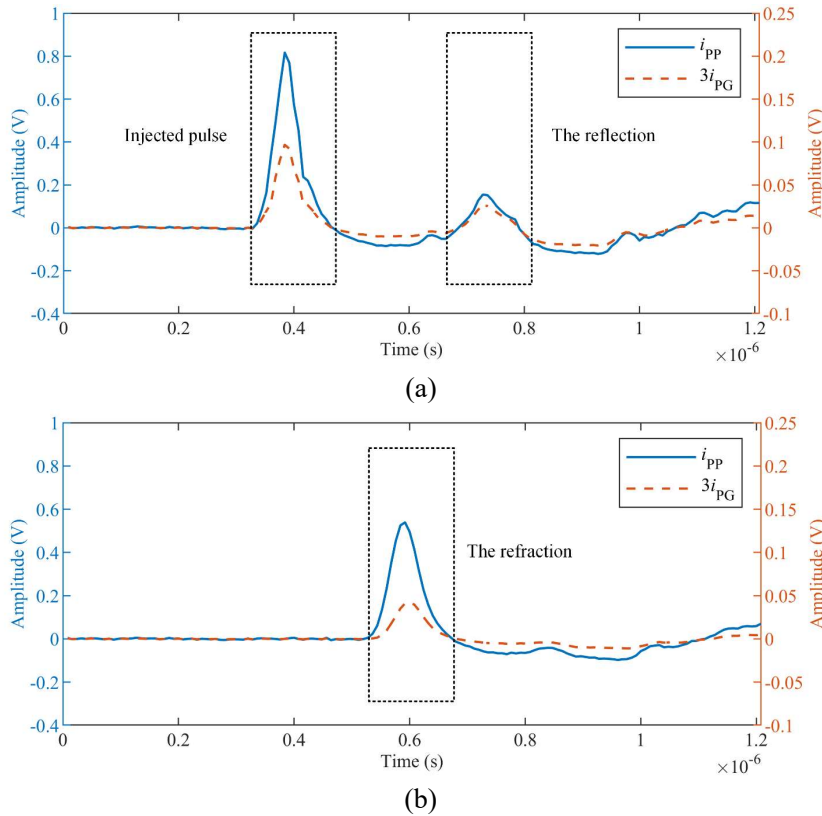 1
0.8
0.6
0.4
0.2
0
-0.2
-0.4
Amplitude (V)
0.25
0.2
0.15
0.1
0.05
0
-0.05
-0.1
Amplitude (V)
Injected pulse
The reflection
i_PP
3i_PG
0 0.2 0.4 0.6 0.8 1 1.2
Time (s)
×10^-6
(a)
1
0.8
0.6
0.4
0.2
0
-0.2
-0.4
Amplitude (V)
0.25
0.2
0.15
0.1
0.05
0
-0.05
-0.1
Amplitude (V)
The refraction
i_PP
3i_PG
0 0.2 0.4 0.6 0.8 1 1.2
Time (s)
×10^-6
(b)